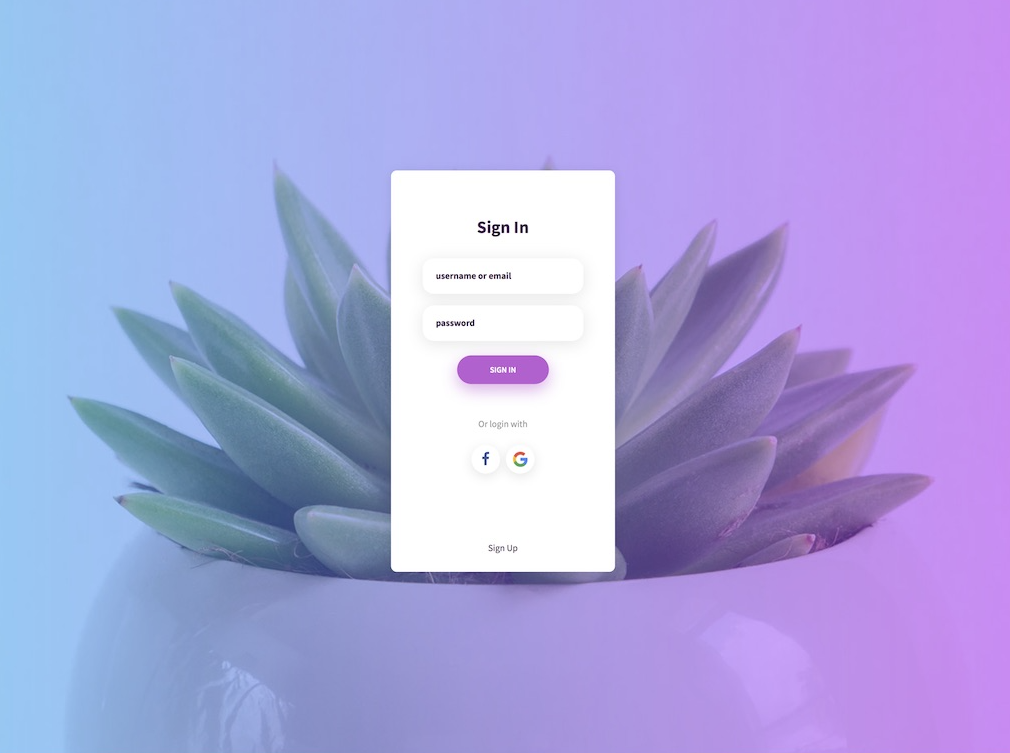 Sign In
username or email
password
SIGN IN
Or login with
Sign Up